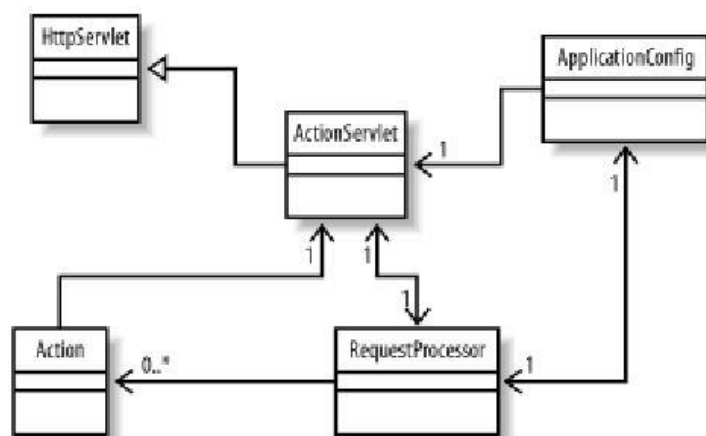 HttpServlet
ApplicationConfig
ActionServlet
1
1
1
1
1
Action
0..*
RequestProcessor
1